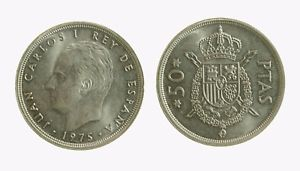 JUAN CARLOS I REY DE ESPAÑA
· 1975 ·
50 PTAS